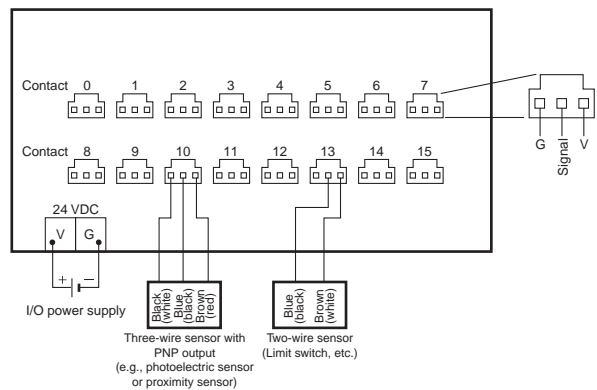 Contact 0 1 2 3 4 5 6 7
G Signal V
Contact 8 9 10 11 12 13 14 15
24 VDC
V G
+ −
I/O power supply
Black (white)
Blue (black)
Brown (red)
Blue (black)
Brown (white)
Three-wire sensor with
PNP output
(e.g., photoelectric sensor
or proximity sensor)
Two-wire sensor
(Limit switch, etc.)